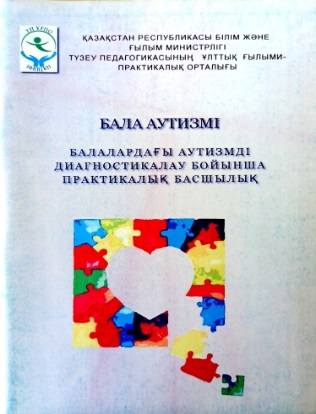 ҚАЗАҚСТАН РЕСПУБЛИКАСЫ БІЛІМ ЖӘНЕ
ҒЫЛЫМ МИНИСТРЛІГІ
ТҮЗЕУ ПЕДАГОГИКАСЫНЫҢ ҰЛТТЫҚ ҒЫЛЫМИ-
ПРАКТИКАЛЫҚ ОРТАЛЫҒЫ
БАЛА АУТИЗМІ
БАЛАЛАРДАҒЫ АУТИЗМДІ
ДИАГНОСТИКАЛАУ БОЙЫНША
ПРАКТИКАЛЫҚ БАСШЫЛЫҚ